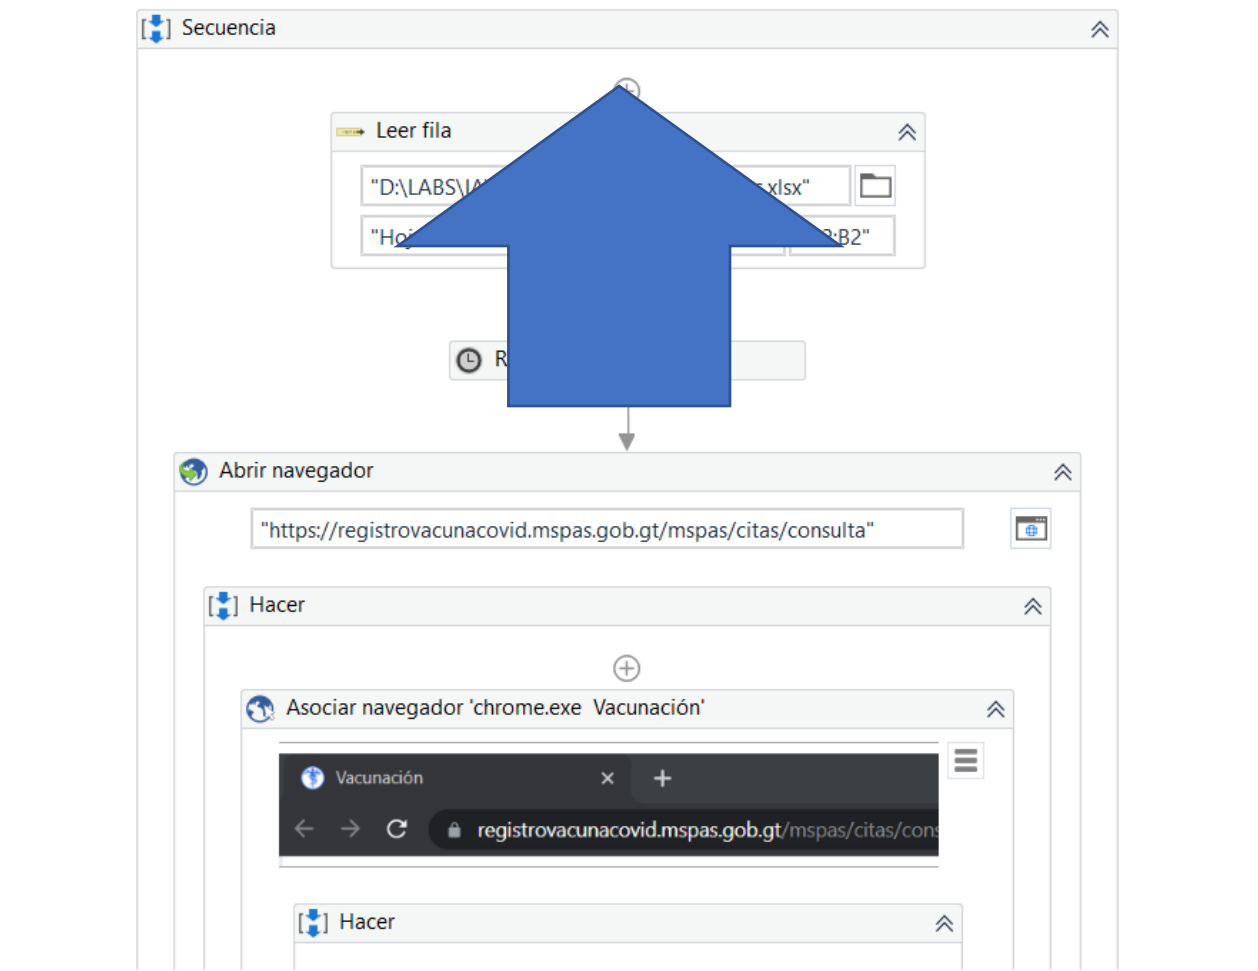 Secuencia
Leer fila
"D:\LABS\ .xlsx"
"Hoj :B2"
R
Abrir navegador
"https://registrovacunacovid.mspas.gob.gt/mspas/citas/consulta"
Hacer
Asociar navegador 'chrome.exe Vacunación'
Vacunación
registrovacunacovid.mspas.gob.gt/mspas/citas/cons
Hacer